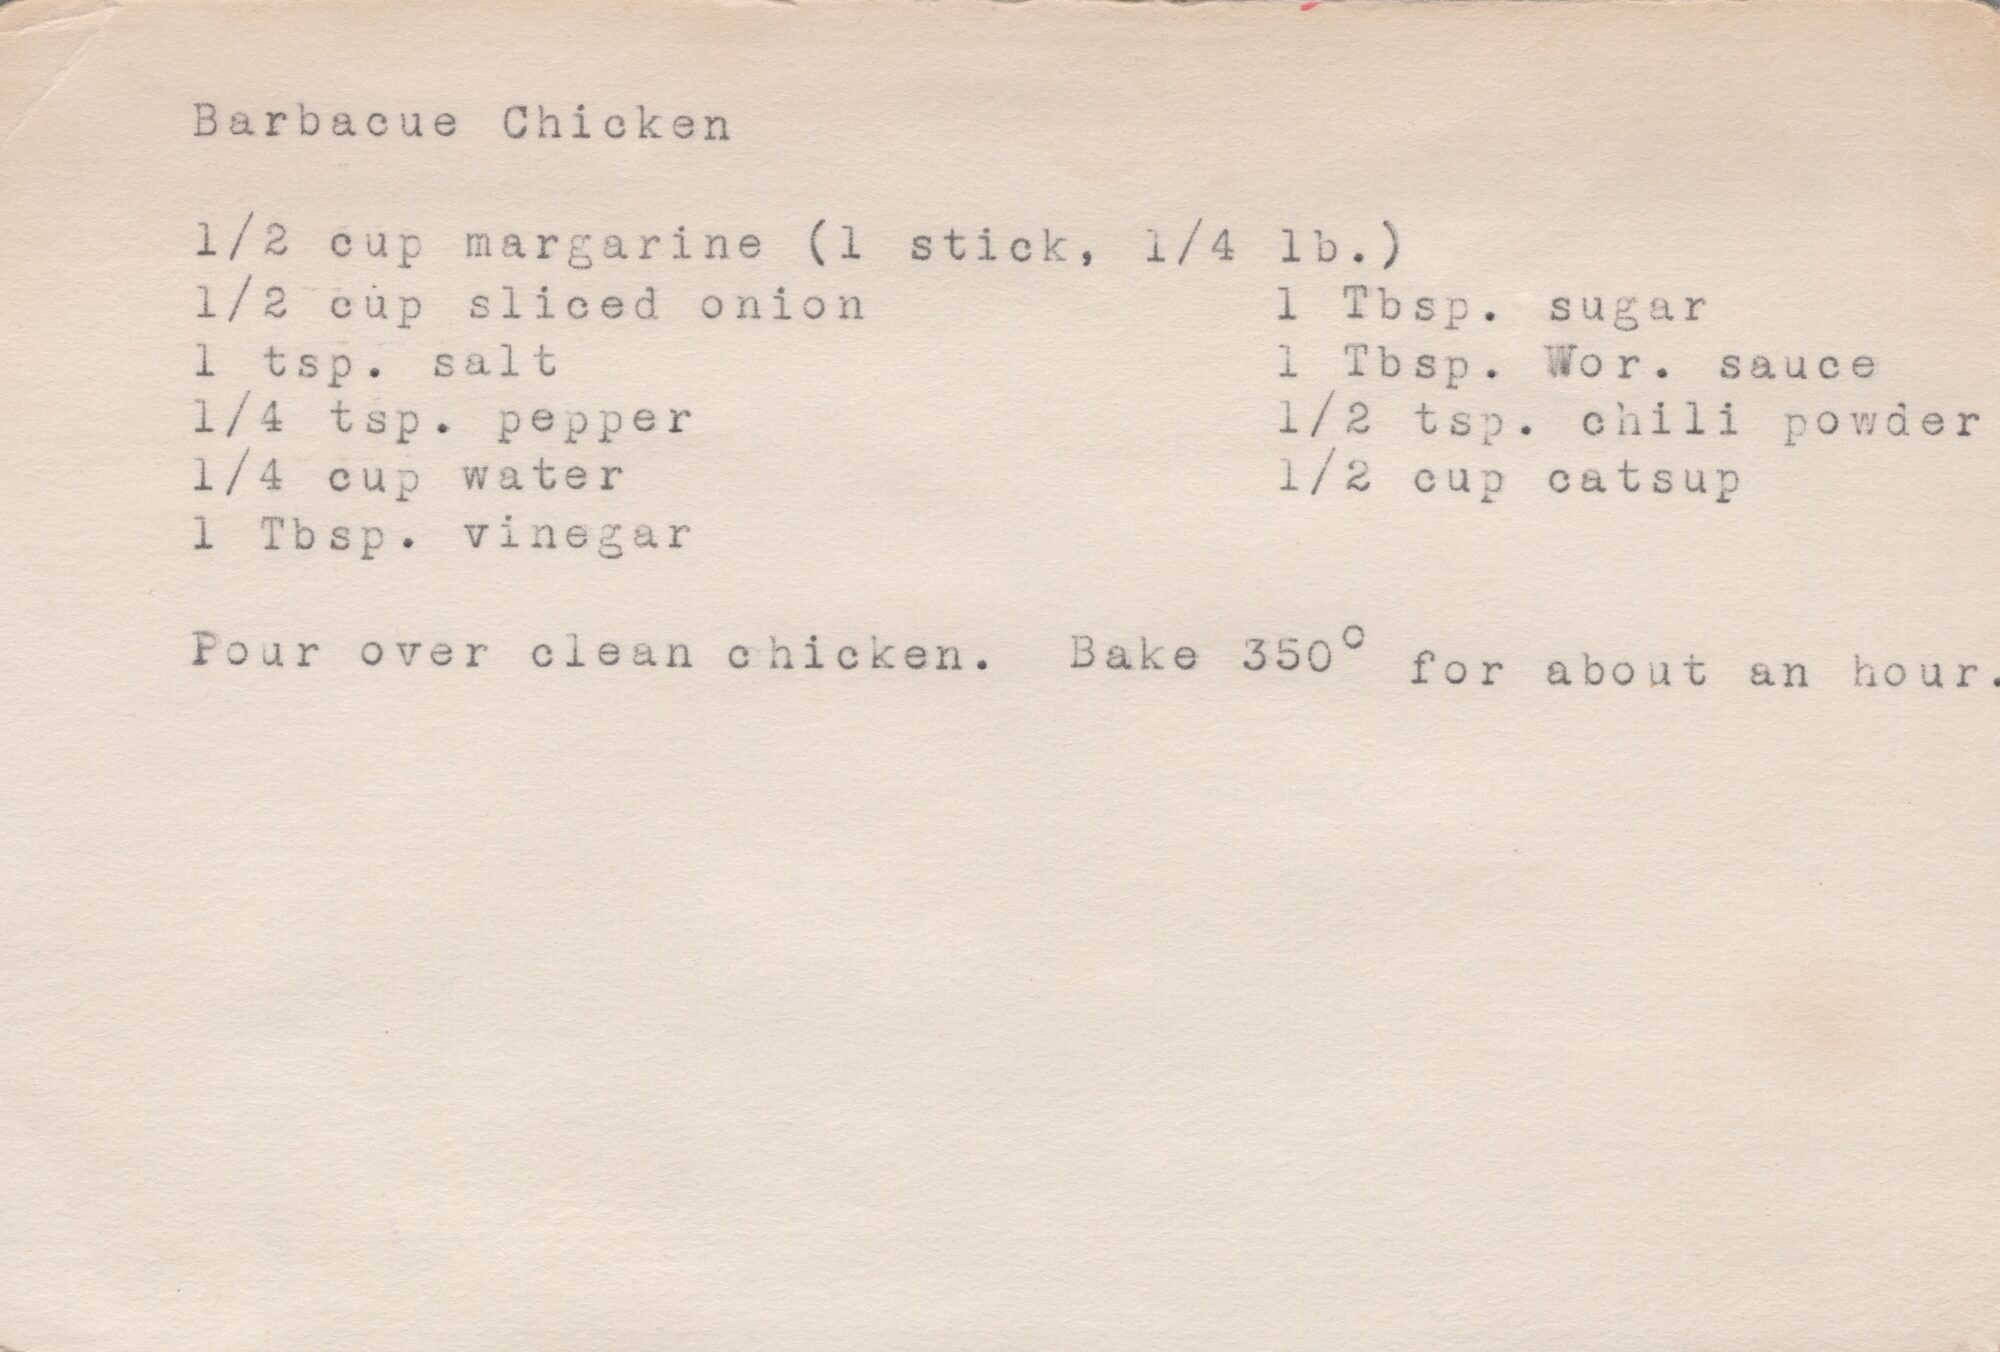 Barbacue Chicken
1/2 cup margarine (1 stick, 1/4 lb.)
1/2 cup sliced onion 1 Tbsp. sugar
1 tsp. salt 1 Tbsp. Wor. sauce
1/4 tsp. pepper 1/2 tsp. chili powder
1/4 cup water 1/2 cup catsup
1 Tbsp. vinegar
Pour over clean chicken. Bake 350° for about an hour.